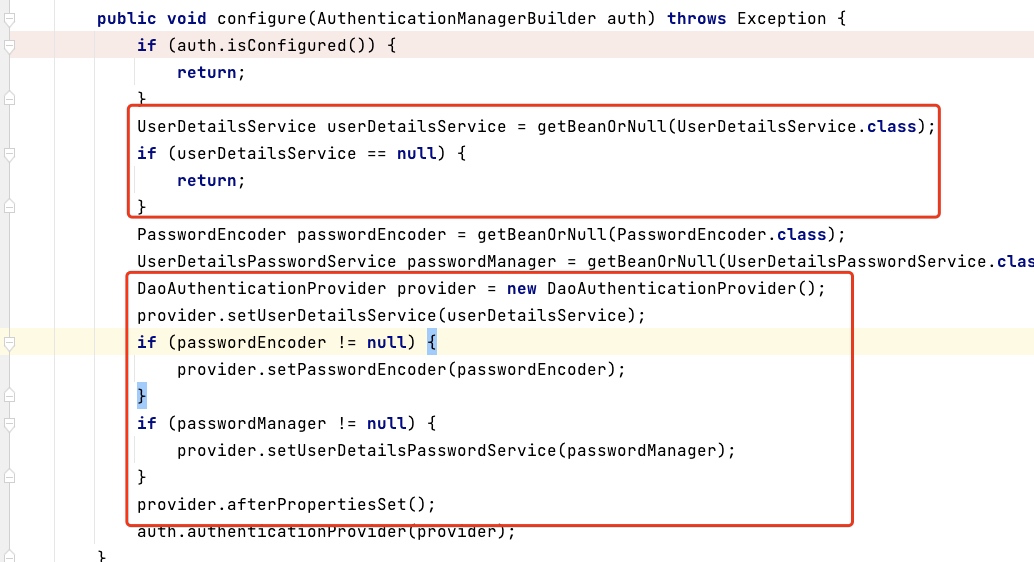 public void configure(AuthenticationManagerBuilder auth) throws Exception {
if (auth.isConfigured()) {
return;
}
UserDetailsService userDetailsService = getBeanOrNull(UserDetailsService.class);
if (userDetailsService == null) {
return;
}
PasswordEncoder passwordEncoder = getBeanOrNull(PasswordEncoder.class);
UserDetailsPasswordService passwordManager = getBeanOrNull(UserDetailsPasswordService.clas
DaoAuthenticationProvider provider = new DaoAuthenticationProvider();
provider.setUserDetailsService(userDetailsService);
if (passwordEncoder != null) {
provider.setPasswordEncoder(passwordEncoder);
}
if (passwordManager != null) {
provider.setUserDetailsPasswordService(passwordManager);
}
provider.afterPropertiesSet();
auth.authenticationProvider(provider);
}